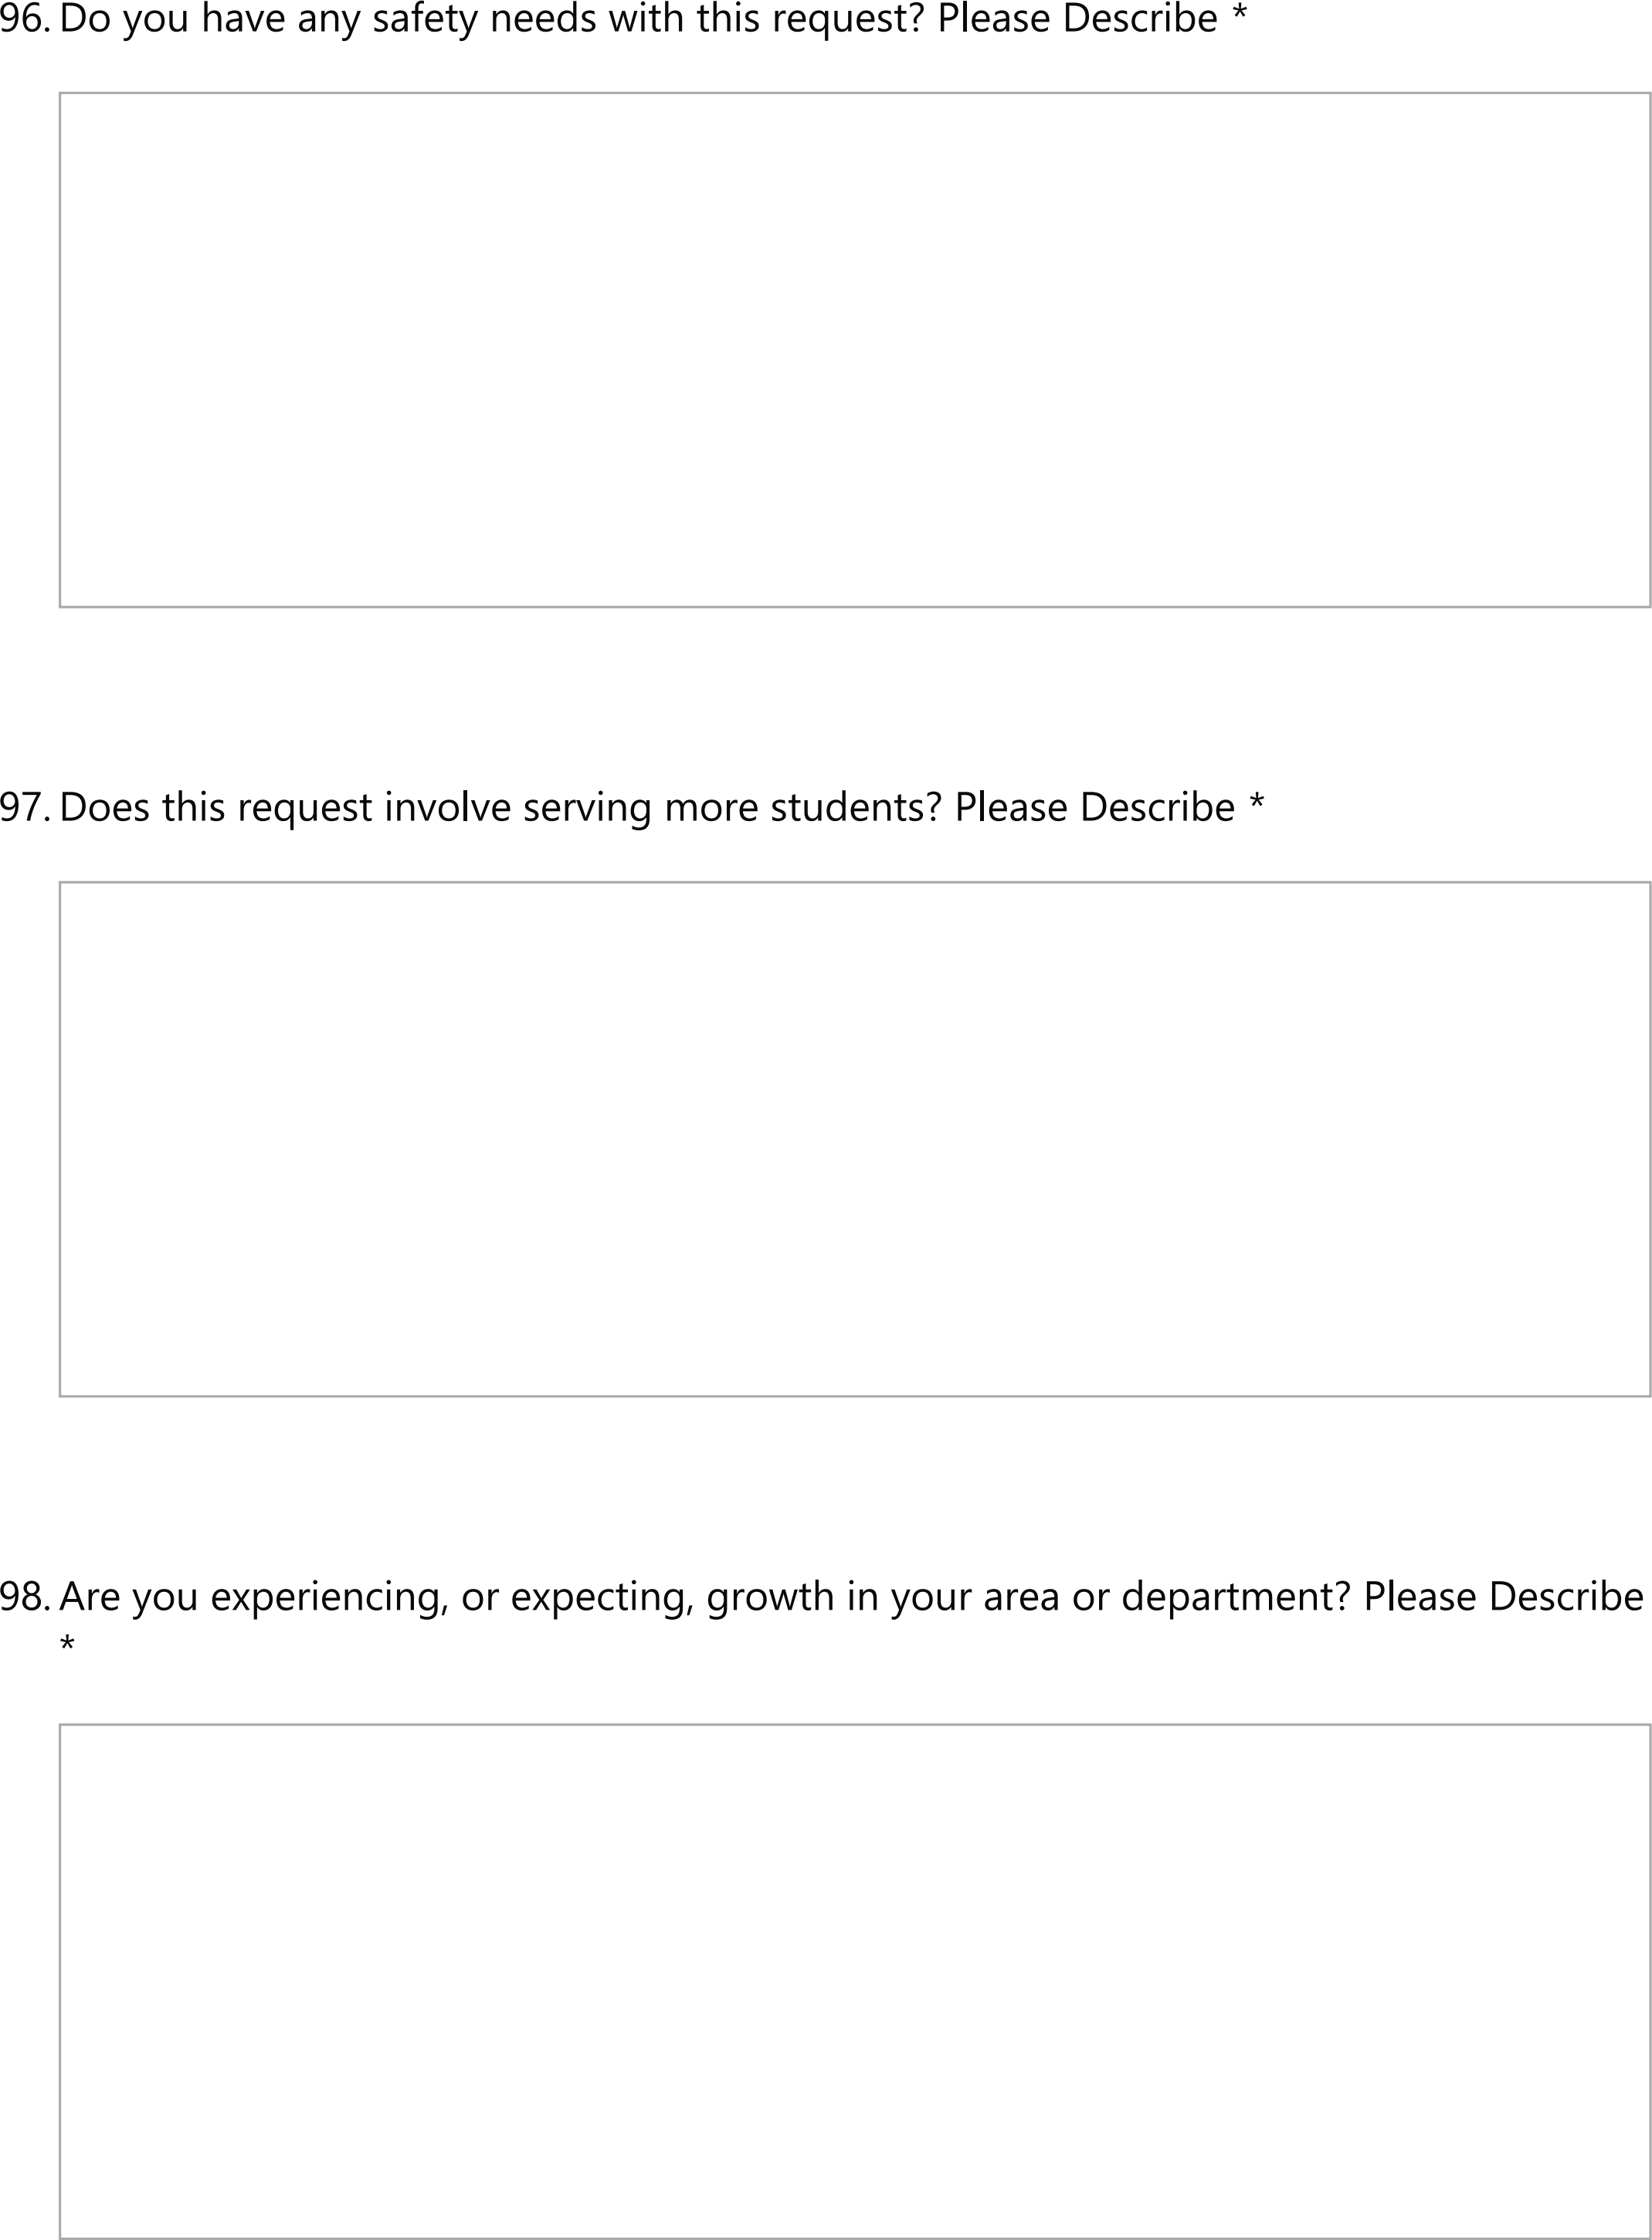 96. Do you have any safety needs with this request? Please Describe *
97. Does this request involve serving more students? Please Describe *
98. Are you experiencing, or expecting, growth in your area or department? Please Describe
*